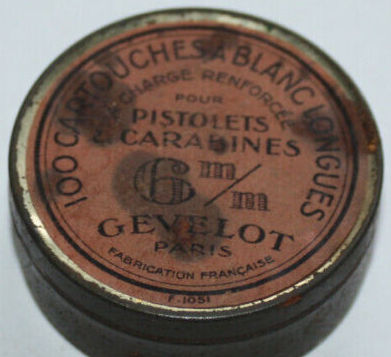 100 CARTOUCHES A BLANC LONGUES
CHARGE RENFORCÉE
POUR
PISTOLETS
& CARABINES
6 m/m
GEVELOT
PARIS
FABRICATION FRANÇAISE
F-1051